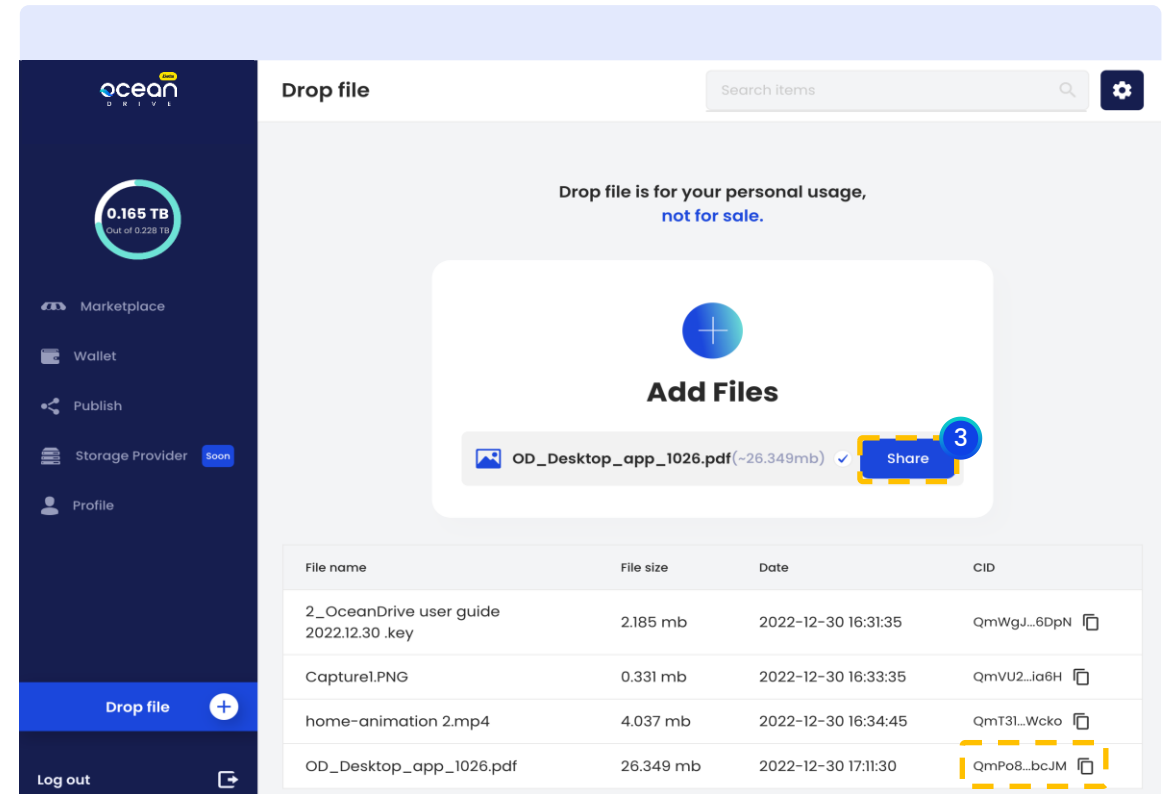 Beta
ocean
DRIVE
Drop file
Search items
0.165 TB
Out of 0.228 TB
Marketplace
Wallet
Publish
Storage Provider Soon
Profile
Drop file
Log out
Drop file is for your personal usage,
not for sale.
Add Files
OD_Desktop_app_1026.pdf(~26.349mb) Share
3
File name File size Date CID
2_OceanDrive user guide
2022.12.30 .key 2.185 mb 2022-12-30 16:31:35 QmWgJ...6DpN
Capture1.PNG 0.331 mb 2022-12-30 16:33:35 QmVU2...ia6H
home-animation 2.mp4 4.037 mb 2022-12-30 16:34:45 QmT31...Wcko
OD_Desktop_app_1026.pdf 26.349 mb 2022-12-30 17:11:30 QmPo8...bcJM